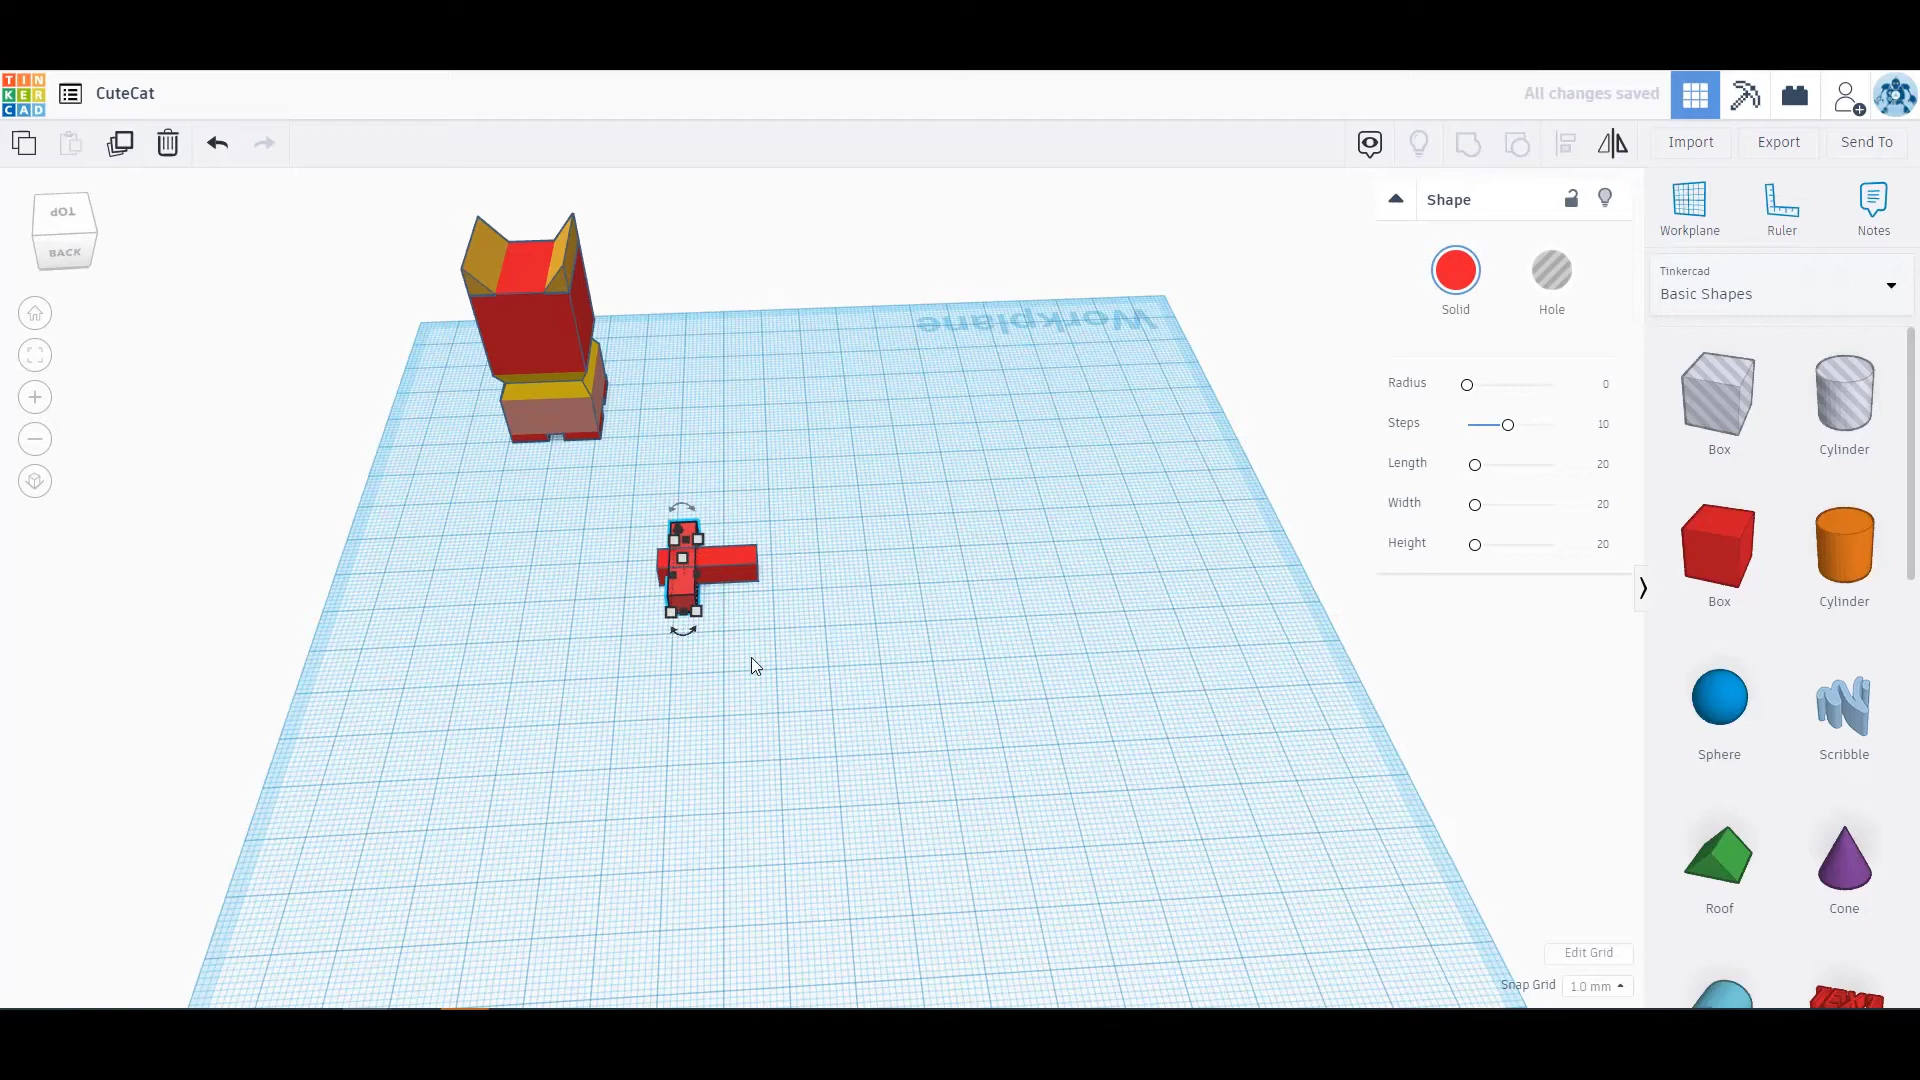 TIN
KER
CAD
CuteCat
All changes saved
Import
Export
Send To
TOP
BACK
Workplane
Shape
Solid
Hole
Radius 0
Steps 10
Length 20
Width 20
Height 20
Workplane
Ruler
Notes
Tinkercad
Basic Shapes
Box
Cylinder
Box
Cylinder
Sphere
Scribble
Roof
Cone
TEXT
Edit Grid
Snap Grid 1.0 mm